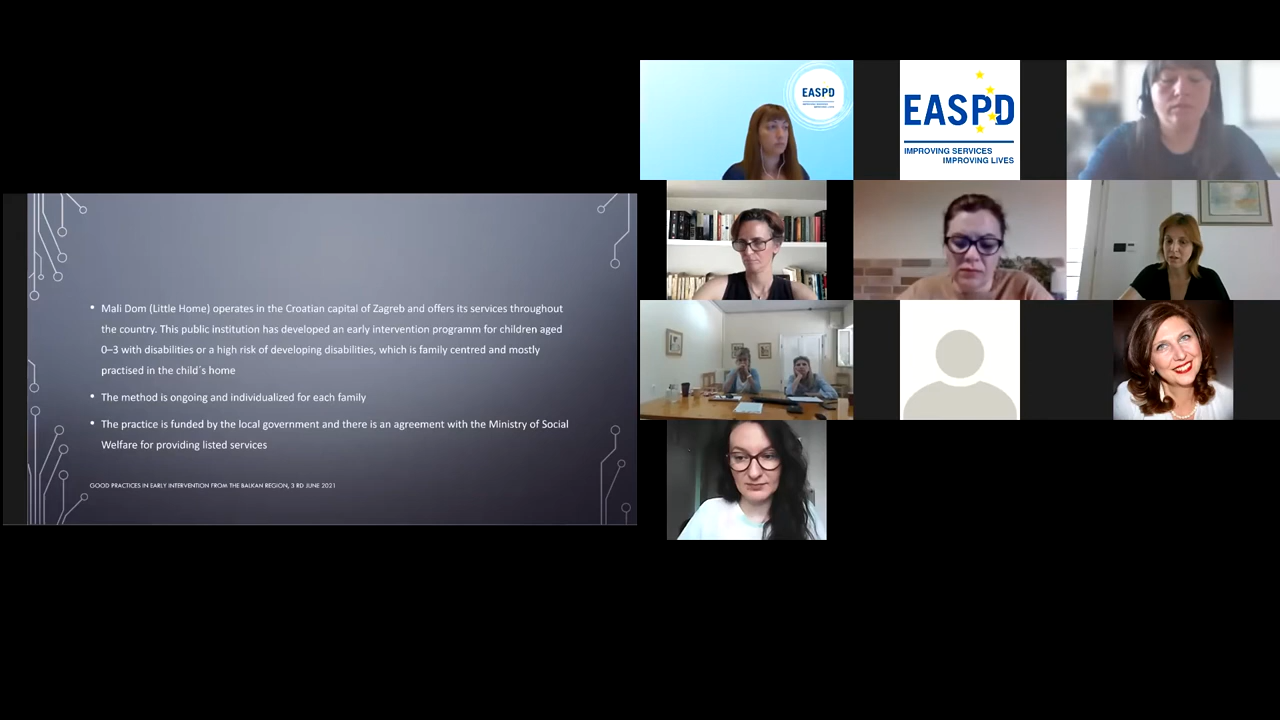 Mali Dom (Little Home) operates in the Croatian capital of Zagreb and offers its services throughout
the country. This public institution has developed an early intervention programm for children aged
0–3 with disabilities or a high risk of developing disabilities, which is family centred and mostly
practised in the child´s home
The method is ongoing and individualized for each family
The practice is funded by the local government and there is an agreement with the Ministry of Social
Welfare for providing listed services
GOOD PRACTICES IN EARLY INTERVENTION FROM THE BALKAN REGION, 3 RD JUNE 2021
EASPD
EASPD
IMPROVING SERVICES
IMPROVING LIVES